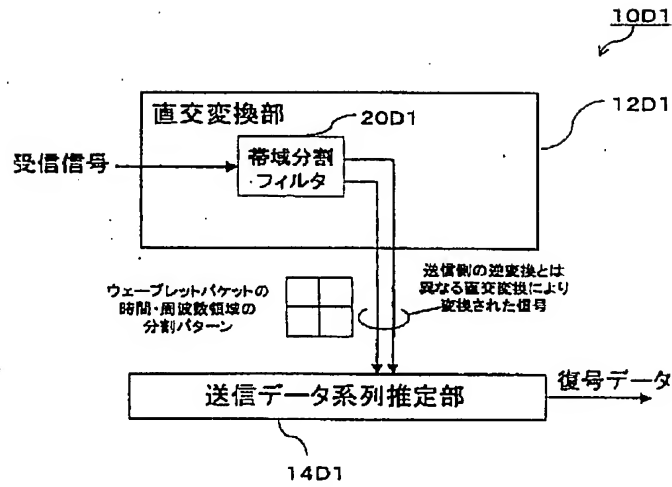 10D1
12D1
直交変換部
20D1
受信信号
帯域分割
フィルタ
ウェーブレットパケットの
時間・周波数領域の
分割パターン
送信側の逆変換とは
異なる直交変換により
変換された信号
送信データ系列推定部
復号データ
14D1